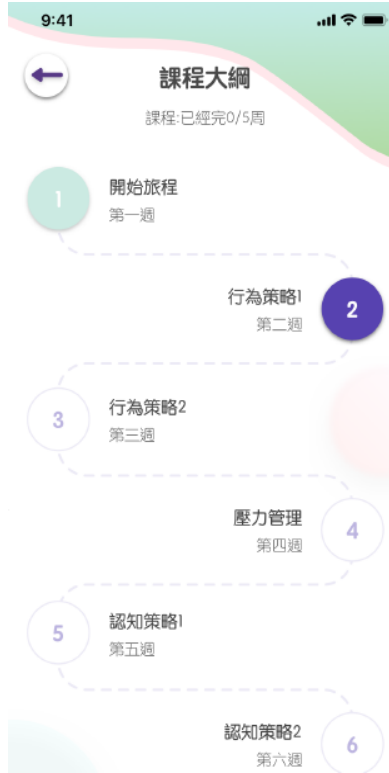 9:41
課程大綱
課程:已經完0/5周
1
開始旅程
第一週
行為策略1
第二週
2
3
行為策略2
第三週
壓力管理
第四週
4
5
認知策略1
第五週
認知策略2
第六週
6